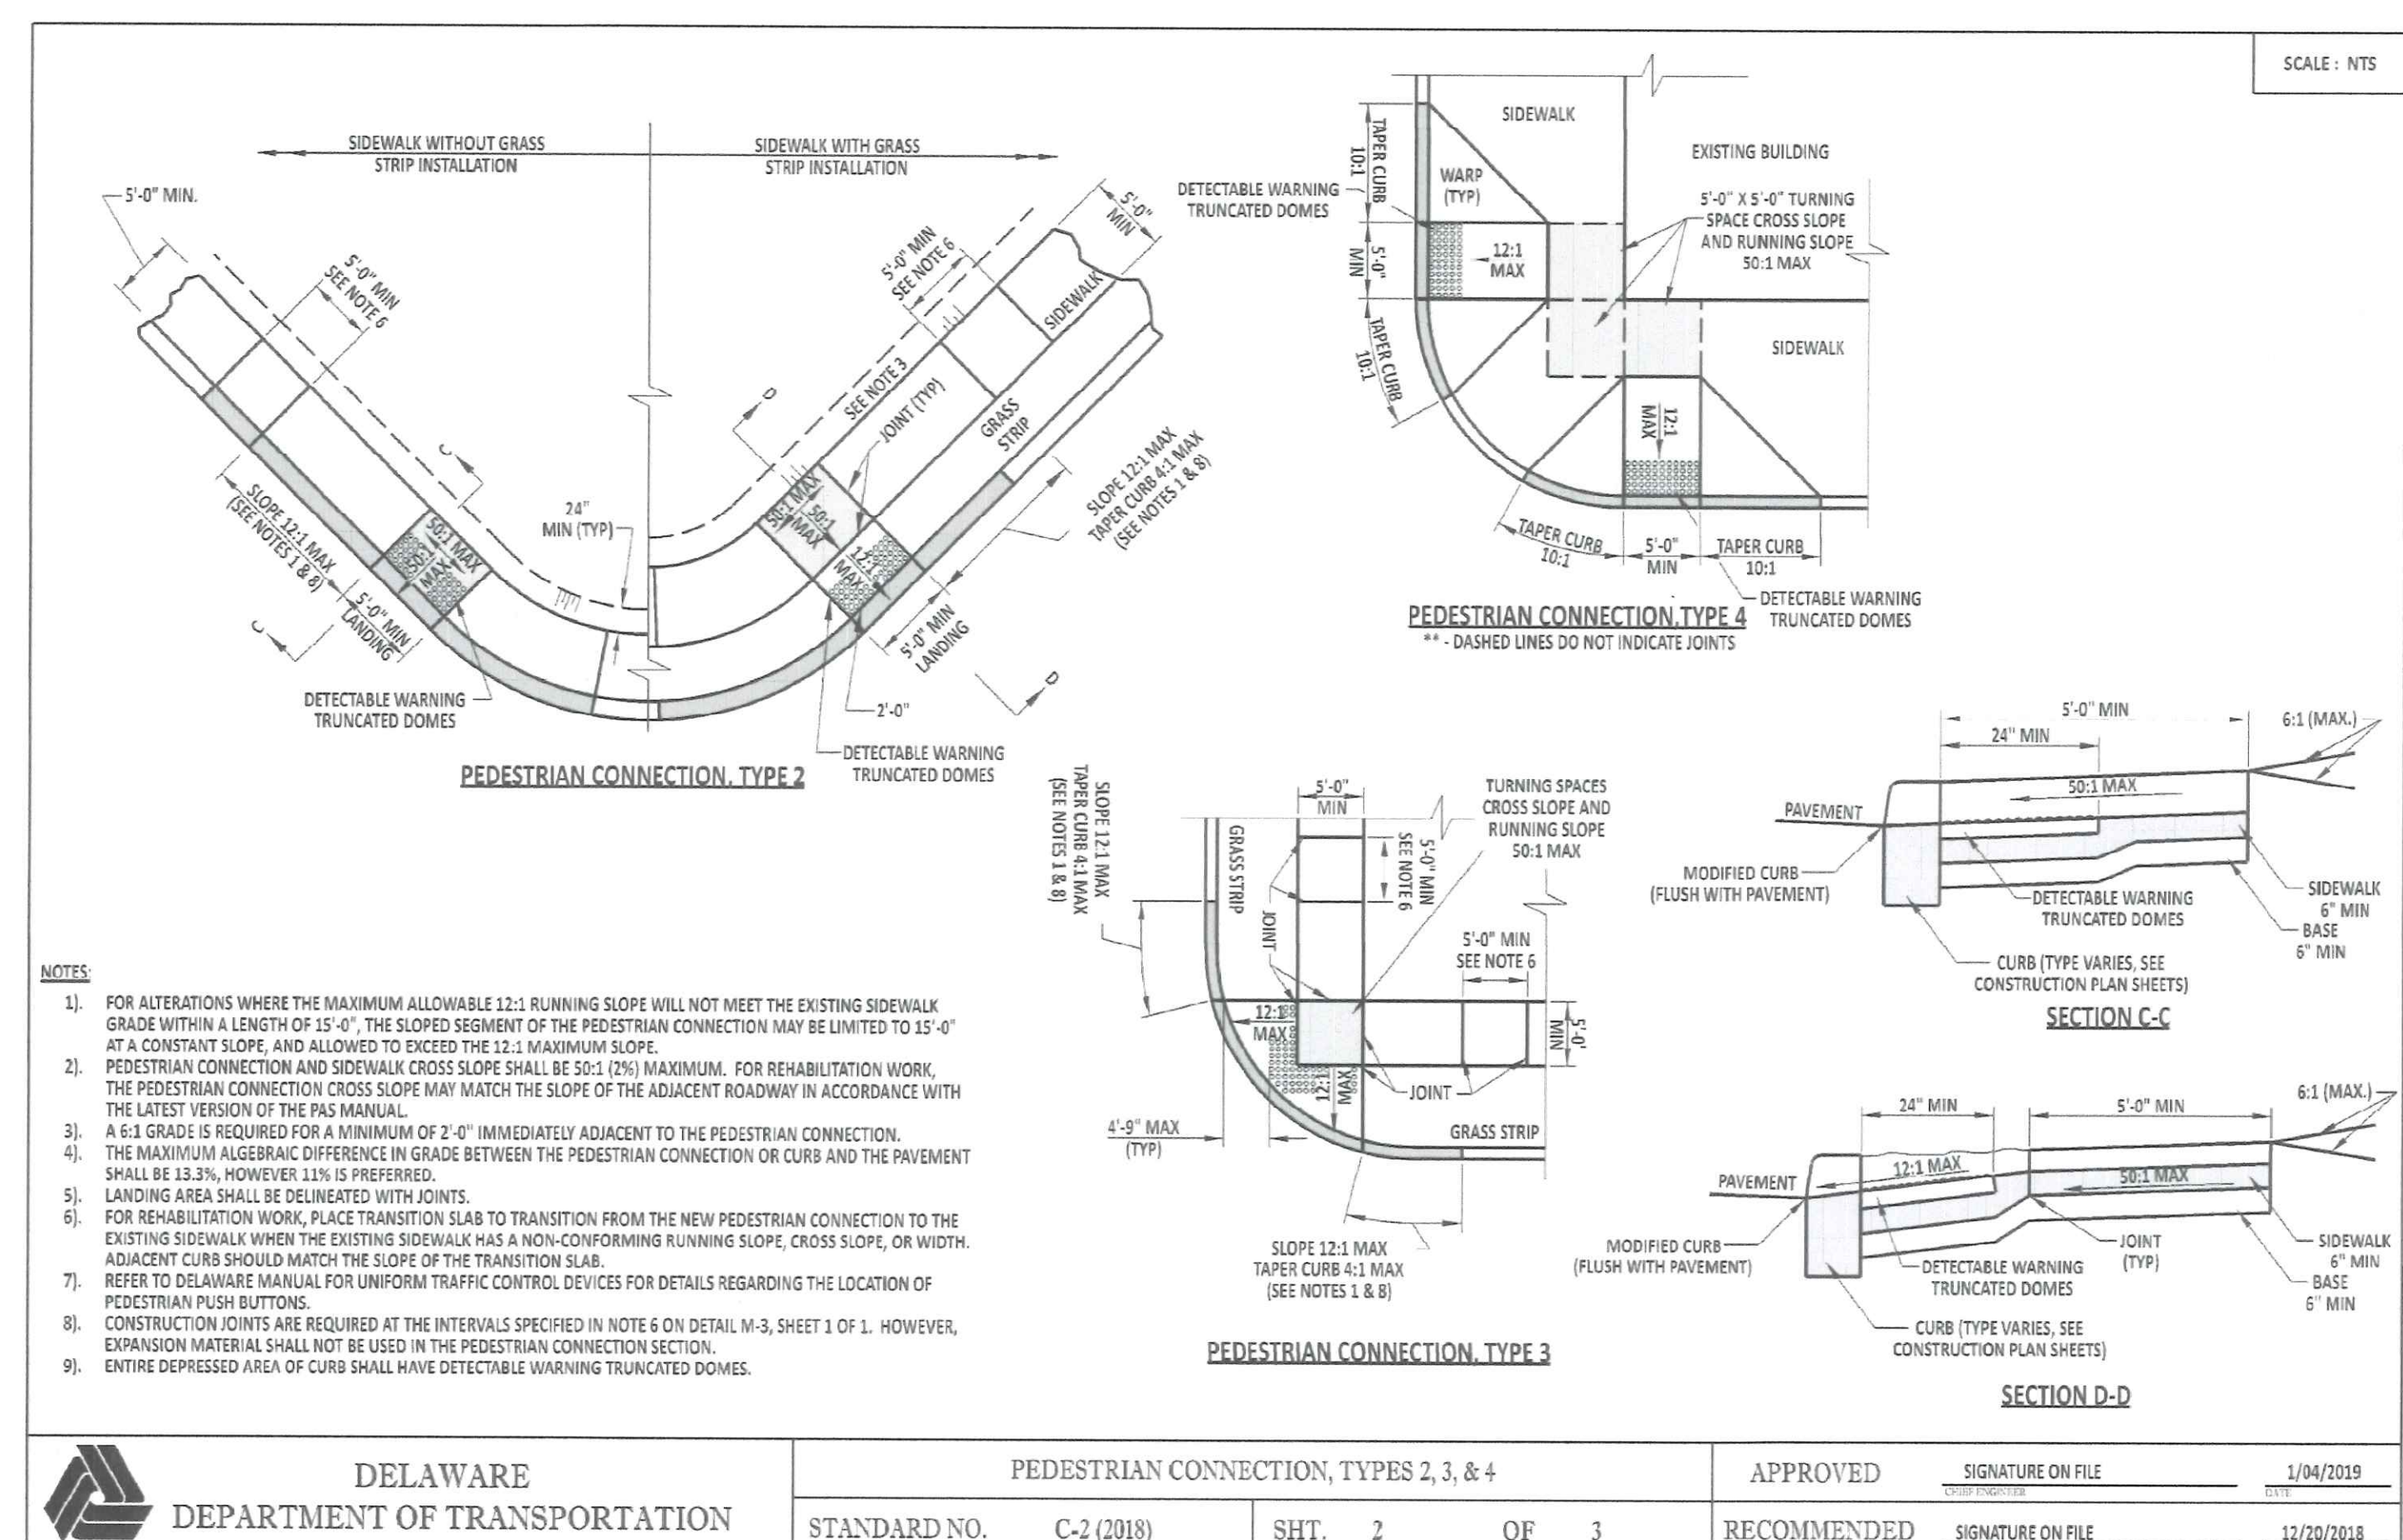 SCALE : NTS
SIDEWALK WITHOUT GRASS
STRIP INSTALLATION
SIDEWALK WITH GRASS
STRIP INSTALLATION
5'-0" MIN.
5'-0" MIN
SEE NOTE 6
5'-0" MIN
SEE NOTE 6
5'-0"
MIN
SIDEWALK
SEE NOTE 3
JOINT (TYP)
GRASS
STRIP
D
C
24"
MIN (TYP)
SLOPE 12:1 MAX
(SEE NOTES 1 & 8)
50:1 MAX
50:1
MAX
50:1 MAX
50:1
MAX
12:1
MAX
SLOPE 12:1 MAX
TAPER CURB 4:1 MAX
(SEE NOTES 1 & 8)
5'-0" MIN
LANDING
5'-0" MIN
LANDING
C
D
DETECTABLE WARNING
TRUNCATED DOMES
2'-0"
DETECTABLE WARNING
TRUNCATED DOMES
PEDESTRIAN CONNECTION, TYPE 2
SIDEWALK
EXISTING BUILDING
TAPER CURB
10:1
WARP
(TYP)
DETECTABLE WARNING
TRUNCATED DOMES
5'-0" X 5'-0" TURNING
SPACE CROSS SLOPE
AND RUNNING SLOPE
50:1 MAX
5'-0"
MIN
12:1
MAX
TAPER CURB
10:1
SIDEWALK
12:1
MAX
TAPER CURB
10:1
5'-0"
MIN
TAPER CURB
10:1
DETECTABLE WARNING
TRUNCATED DOMES
PEDESTRIAN CONNECTION, TYPE 4
** - DASHED LINES DO NOT INDICATE JOINTS
SLOPE 12:1 MAX
TAPER CURB 4:1 MAX
(SEE NOTES 1 & 8)
GRASS STRIP
5'-0"
MIN
5'-0" MIN
SEE NOTE 6
TURNING SPACES
CROSS SLOPE AND
RUNNING SLOPE
50:1 MAX
JOINT
5'-0" MIN
SEE NOTE 6
12:1
MAX
5'-0"
MIN
12:1
MAX
JOINT
4'-9" MAX
(TYP)
GRASS STRIP
SLOPE 12:1 MAX
TAPER CURB 4:1 MAX
(SEE NOTES 1 & 8)
PEDESTRIAN CONNECTION, TYPE 3
5'-0" MIN
24" MIN
6:1 (MAX.)
50:1 MAX
PAVEMENT
MODIFIED CURB
(FLUSH WITH PAVEMENT)
DETECTABLE WARNING
TRUNCATED DOMES
SIDEWALK
6" MIN
BASE
6" MIN
CURB (TYPE VARIES, SEE
CONSTRUCTION PLAN SHEETS)
SECTION C-C
24" MIN
5'-0" MIN
6:1 (MAX.)
12:1 MAX
50:1 MAX
PAVEMENT
MODIFIED CURB
(FLUSH WITH PAVEMENT)
DETECTABLE WARNING
TRUNCATED DOMES
JOINT
(TYP)
SIDEWALK
6" MIN
BASE
6" MIN
CURB (TYPE VARIES, SEE
CONSTRUCTION PLAN SHEETS)
SECTION D-D
NOTES:
1). FOR ALTERATIONS WHERE THE MAXIMUM ALLOWABLE 12:1 RUNNING SLOPE WILL NOT MEET THE EXISTING SIDEWALK
GRADE WITHIN A LENGTH OF 15'-0", THE SLOPED SEGMENT OF THE PEDESTRIAN CONNECTION MAY BE LIMITED TO 15'-0"
AT A CONSTANT SLOPE, AND ALLOWED TO EXCEED THE 12:1 MAXIMUM SLOPE.
2). PEDESTRIAN CONNECTION AND SIDEWALK CROSS SLOPE SHALL BE 50:1 (2%) MAXIMUM. FOR REHABILITATION WORK,
THE PEDESTRIAN CONNECTION CROSS SLOPE MAY MATCH THE SLOPE OF THE ADJACENT ROADWAY IN ACCORDANCE WITH
THE LATEST VERSION OF THE PAS MANUAL.
3). A 6:1 GRADE IS REQUIRED FOR A MINIMUM OF 2'-0" IMMEDIATELY ADJACENT TO THE PEDESTRIAN CONNECTION.
4). THE MAXIMUM ALGEBRAIC DIFFERENCE IN GRADE BETWEEN THE PEDESTRIAN CONNECTION OR CURB AND THE PAVEMENT
SHALL BE 13.3%, HOWEVER 11% IS PREFERRED.
5). LANDING AREA SHALL BE DELINEATED WITH JOINTS.
6). FOR REHABILITATION WORK, PLACE TRANSITION SLAB TO TRANSITION FROM THE NEW PEDESTRIAN CONNECTION TO THE
EXISTING SIDEWALK WHEN THE EXISTING SIDEWALK HAS A NON-CONFORMING RUNNING SLOPE, CROSS SLOPE, OR WIDTH.
ADJACENT CURB SHOULD MATCH THE SLOPE OF THE TRANSITION SLAB.
7). REFER TO DELAWARE MANUAL FOR UNIFORM TRAFFIC CONTROL DEVICES FOR DETAILS REGARDING THE LOCATION OF
PEDESTRIAN PUSH BUTTONS.
8). CONSTRUCTION JOINTS ARE REQUIRED AT THE INTERVALS SPECIFIED IN NOTE 6 ON DETAIL M-3, SHEET 1 OF 1. HOWEVER,
EXPANSION MATERIAL SHALL NOT BE USED IN THE PEDESTRIAN CONNECTION SECTION.
9). ENTIRE DEPRESSED AREA OF CURB SHALL HAVE DETECTABLE WARNING TRUNCATED DOMES.
DELAWARE
DEPARTMENT OF TRANSPORTATION
PEDESTRIAN CONNECTION, TYPES 2, 3, & 4
STANDARD NO. C-2 (2018) SHT. 2 OF 3
APPROVED SIGNATURE ON FILE 1/04/2019
CHIEF ENGINEER DATE
RECOMMENDED SIGNATURE ON FILE 12/20/2018